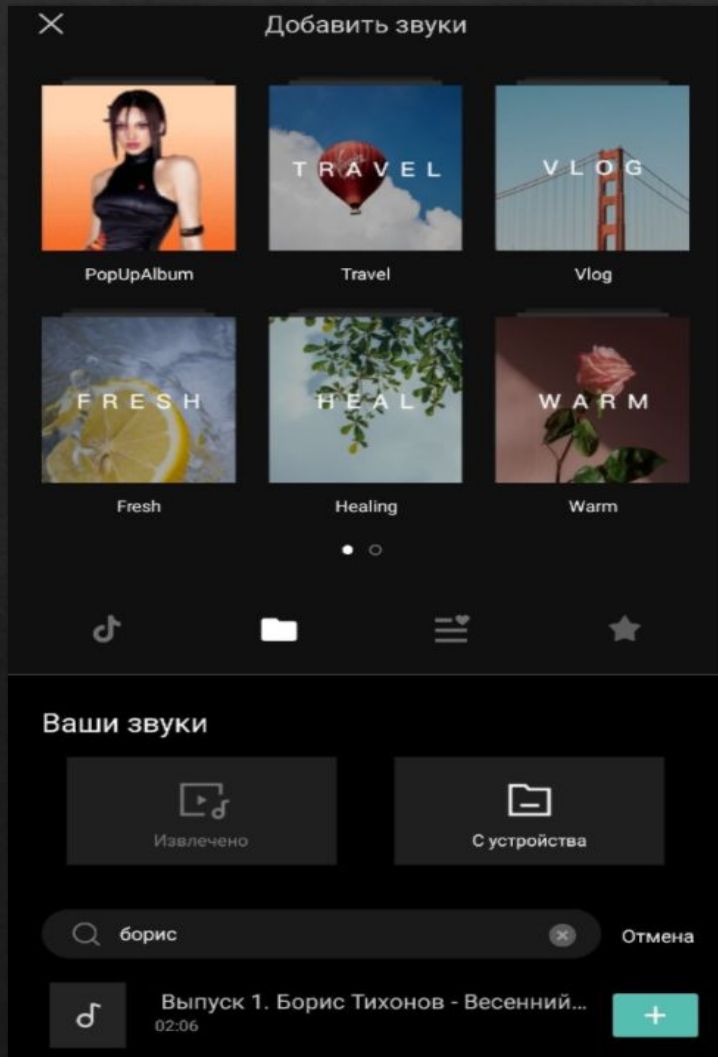 Добавить звуки
TRAVEL
VLOG
PopUpAlbum
Travel
Vlog
FRESH
HEAL
WARM
Fresh
Healing
Warm
Ваши звуки
Извлечено
С устройства
борис
Отмена
Выпуск 1. Борис Тихонов - Весенний...
02:06